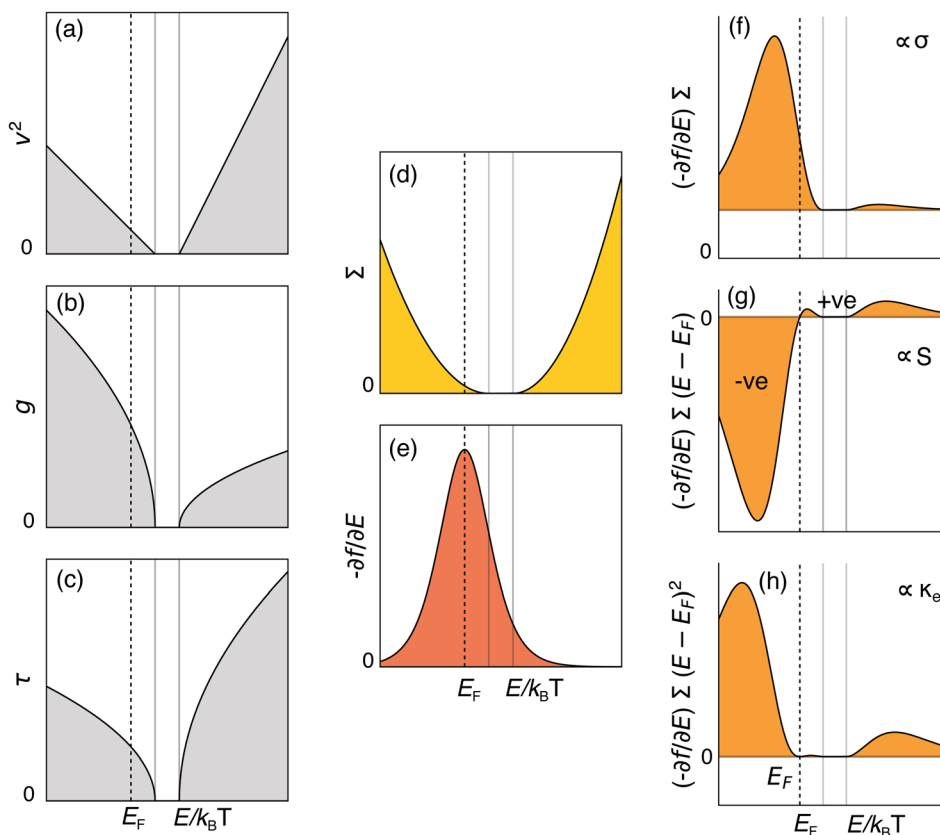 (a)
v²
0
(b)
g
0
(c)
τ
0
E_F E/k_BT
(d)
Σ
0
(e)
-∂f/∂E
0
E_F E/k_BT
(f)
∝σ
(-∂f/∂E) Σ
0
(g)
+ve
0
-ve
∝S
(-∂f/∂E) Σ (E − E_F)
(h)
∝ κ_e
(-∂f/∂E) Σ (E − E_F)²
0
E_F
E_F E/k_BT